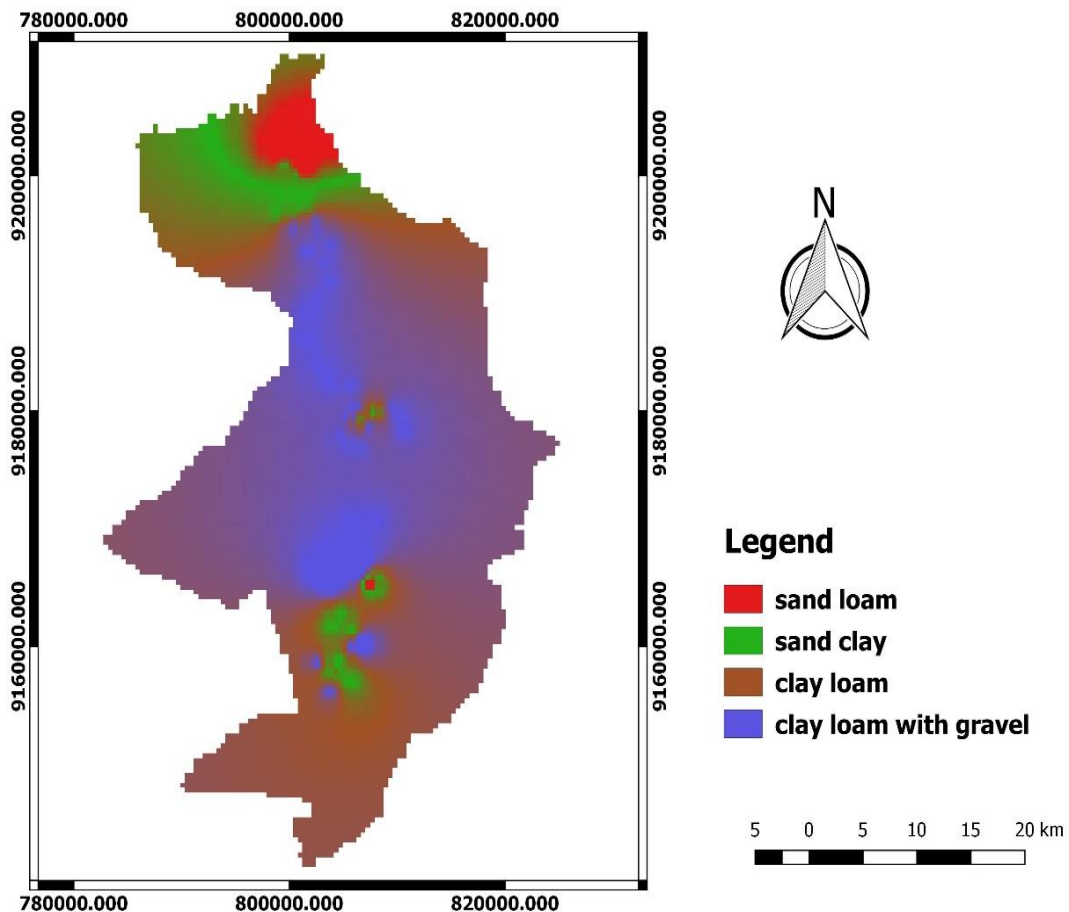 780000.000 800000.000 820000.000
9200000.000 9200000.000
9180000.000 9180000.000
9160000.000 9160000.000
780000.000 800000.000 820000.000
N
Legend
sand loam
sand clay
clay loam
clay loam with gravel
5 0 5 10 15 20 km